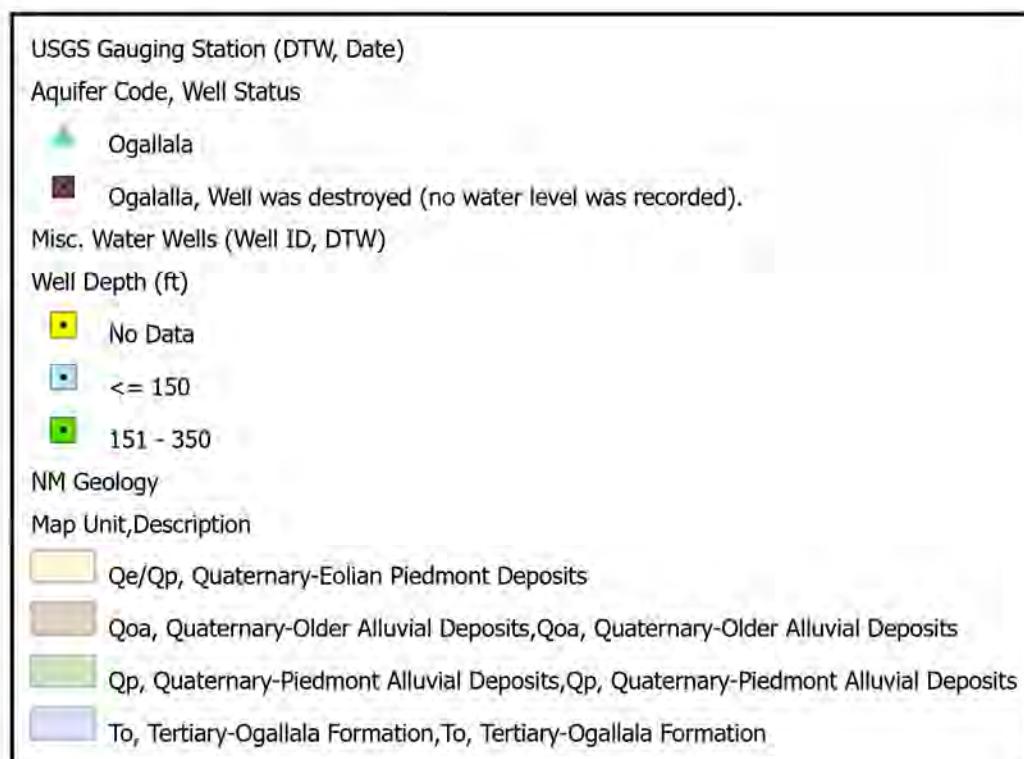 USGS Gauging Station (DTW, Date)
Aquifer Code, Well Status
Ogallala
Ogalalla, Well was destroyed (no water level was recorded).
Misc. Water Wells (Well ID, DTW)
Well Depth (ft)
No Data
<= 150
151 - 350
NM Geology
Map Unit,Description
Qe/Qp, Quaternary-Eolian Piedmont Deposits
Qoa, Quaternary-Older Alluvial Deposits,Qoa, Quaternary-Older Alluvial Deposits
Qp, Quaternary-Piedmont Alluvial Deposits,Qp, Quaternary-Piedmont Alluvial Deposits
To, Tertiary-Ogallala Formation,To, Tertiary-Ogallala Formation